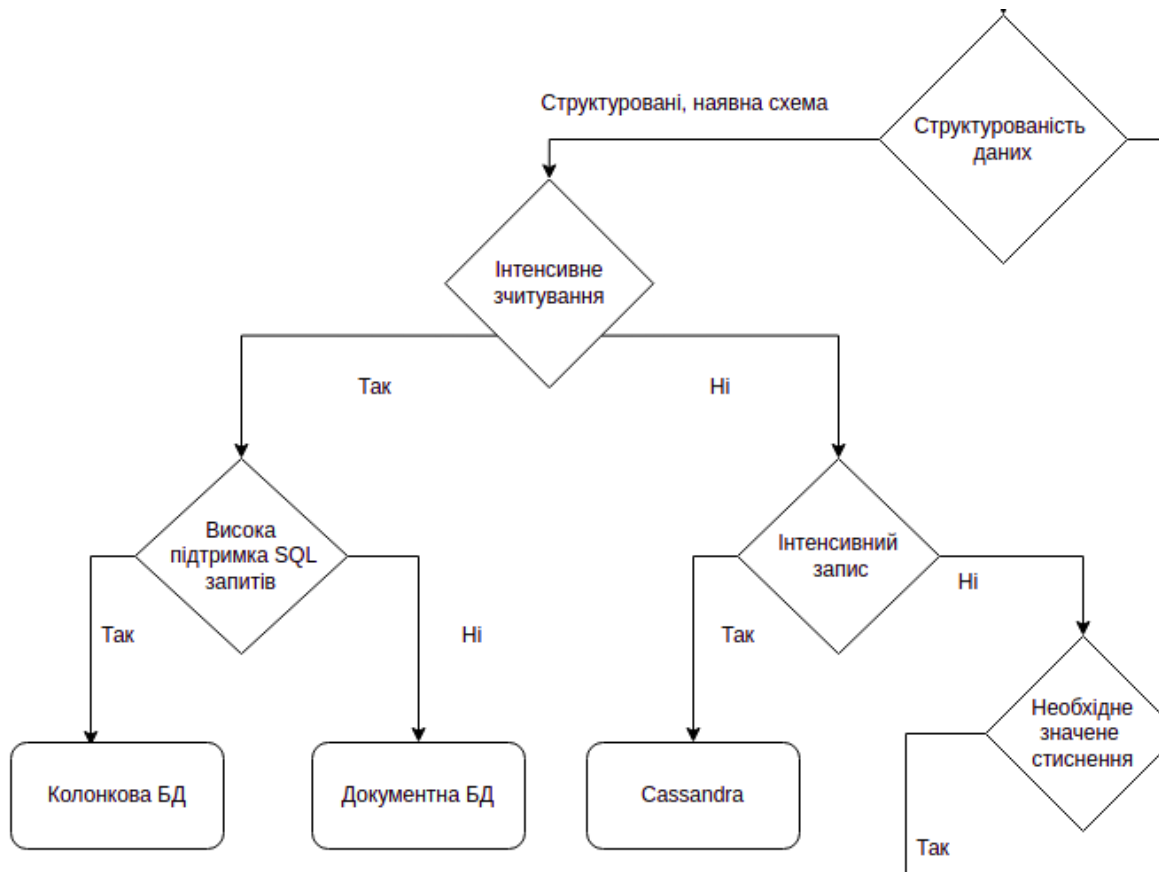 Структуровані, наявна схема
Структурованість
даних
Інтенсивне
зчитування
Так
Ні
Висока
підтримка SQL
запитів
Інтенсивний
запис
Так
Ні
Так
Ні
Необхідне
значене
стиснення
Колонкова БД
Документна БД
Cassandra
Так